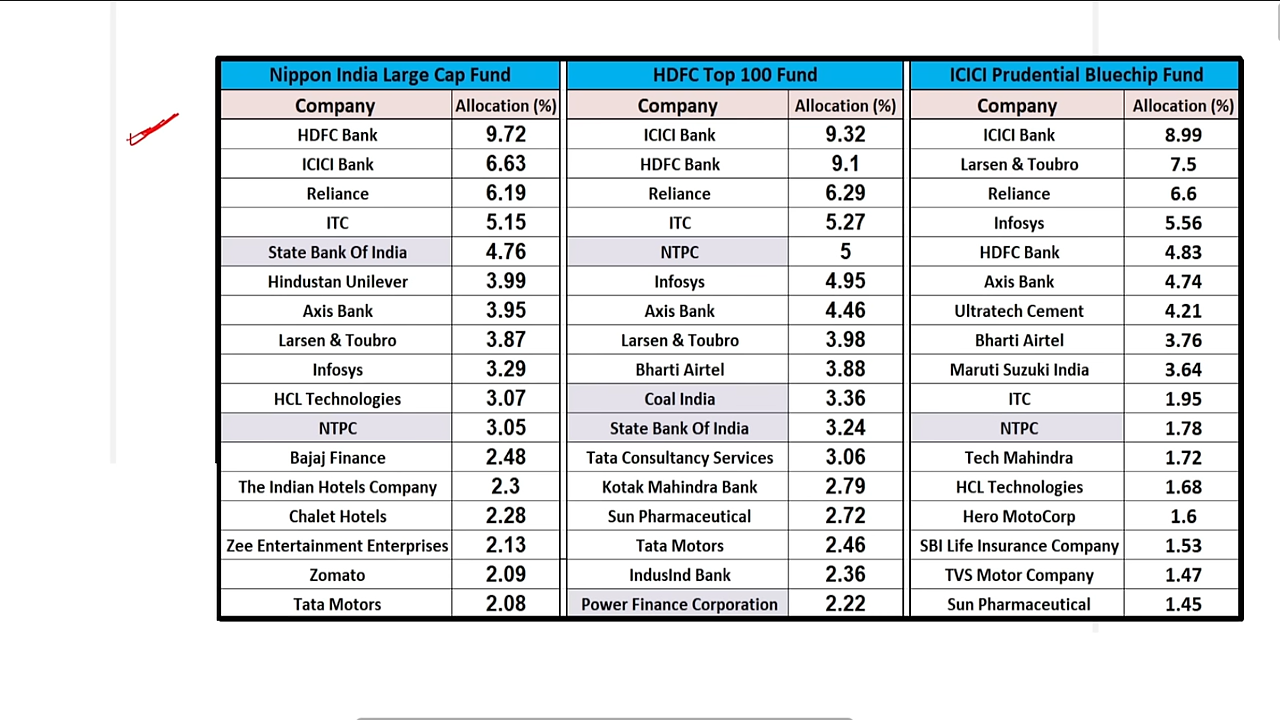 Nippon India Large Cap Fund HDFC Top 100 Fund ICICI Prudential Bluechip Fund
Company Allocation (%) Company Allocation (%) Company Allocation (%)
HDFC Bank 9.72 ICICI Bank 9.32 ICICI Bank 8.99
ICICI Bank 6.63 HDFC Bank 9.1 Larsen & Toubro 7.5
Reliance 6.19 Reliance 6.29 Reliance 6.6
ITC 5.15 ITC 5.27 Infosys 5.56
State Bank Of India 4.76 NTPC 5 HDFC Bank 4.83
Hindustan Unilever 3.99 Infosys 4.95 Axis Bank 4.74
Axis Bank 3.95 Axis Bank 4.46 Ultratech Cement 4.21
Larsen & Toubro 3.87 Larsen & Toubro 3.98 Bharti Airtel 3.76
Infosys 3.29 Bharti Airtel 3.88 Maruti Suzuki India 3.64
HCL Technologies 3.07 Coal India 3.36 ITC 1.95
NTPC 3.05 State Bank Of India 3.24 NTPC 1.78
Bajaj Finance 2.48 Tata Consultancy Services 3.06 Tech Mahindra 1.72
The Indian Hotels Company 2.3 Kotak Mahindra Bank 2.79 HCL Technologies 1.68
Chalet Hotels 2.28 Sun Pharmaceutical 2.72 Hero MotoCorp 1.6
Zee Entertainment Enterprises 2.13 Tata Motors 2.46 SBI Life Insurance Company 1.53
Zomato 2.09 IndusInd Bank 2.36 TVS Motor Company 1.47
Tata Motors 2.08 Power Finance Corporation 2.22 Sun Pharmaceutical 1.45